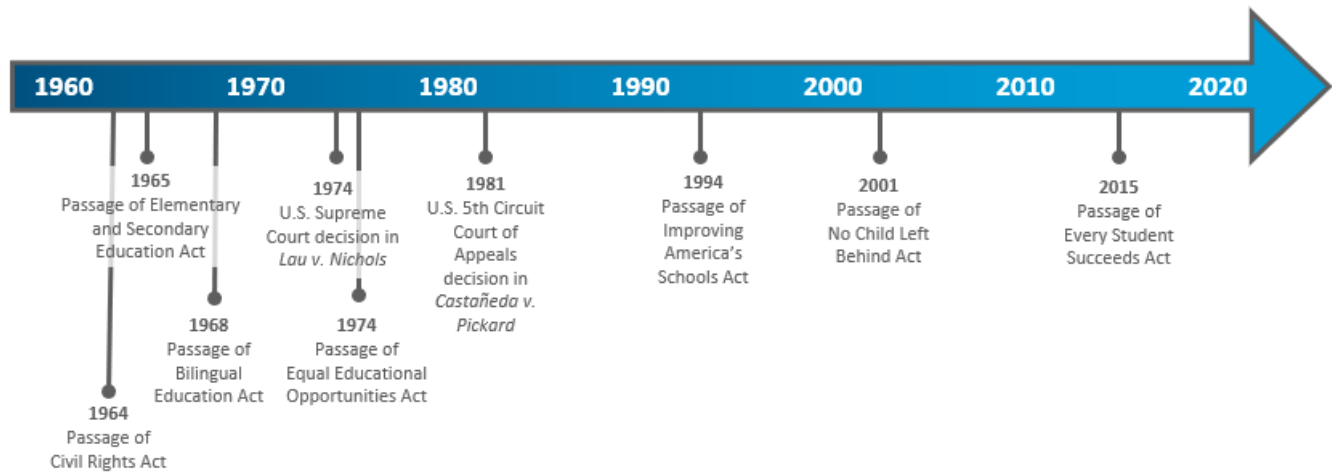 1960 1970 1980 1990 2000 2010 2020
1965
Passage of Elementary
and Secondary
Education Act
1974
U.S. Supreme
Court decision in
Lau v. Nichols
1981
U.S. 5th Circuit
Court of
Appeals
decision in
Castañeda v.
Pickard
1994
Passage of
Improving
America's
Schools Act
2001
Passage of
No Child Left
Behind Act
2015
Passage of
Every Student
Succeeds Act
1968
Passage of
Bilingual
Education Act
1974
Passage of
Equal Educational
Opportunities Act
1964
Passage of
Civil Rights Act